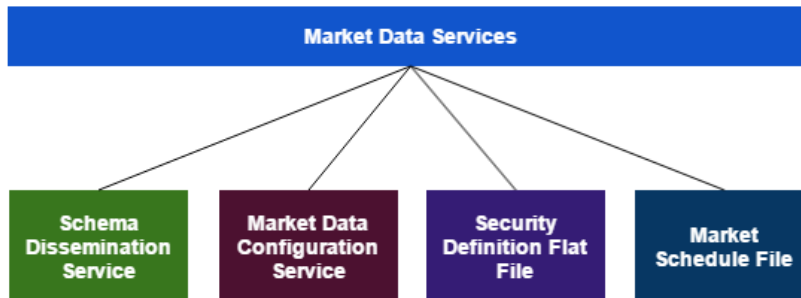 Market Data Services
Schema
Dissemination
Service
Market Data
Configuration
Service
Security
Definition Flat
File
Market
Schedule File